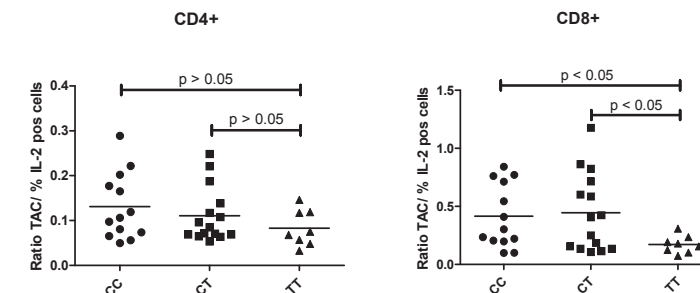 CD4+
Ratio TAC/ % IL-2 pos cells
0.4
0.3
0.2
0.1
0.0
p > 0.05
p > 0.05
CC
CT
TT
CD8+
Ratio TAC/ % IL-2 pos cells
1.5
1.0
0.5
0.0
p < 0.05
p < 0.05
CC
CT
TT